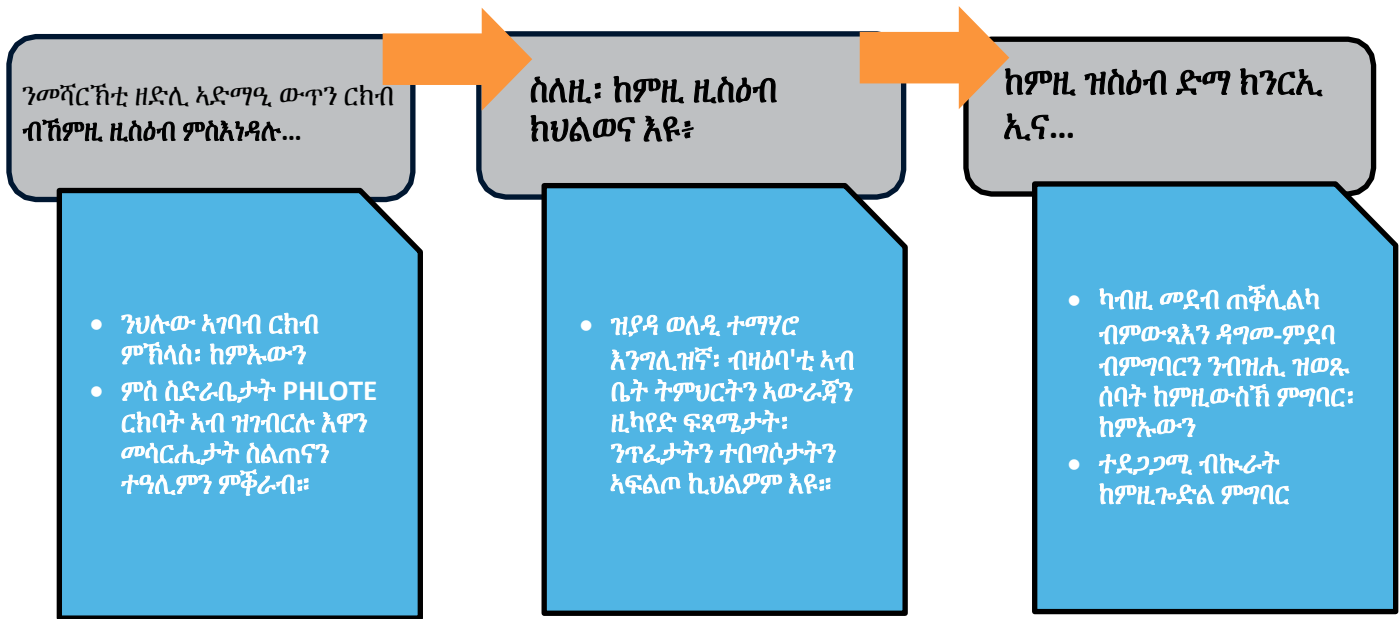 ንመሻርኽቲ ዘድሊ ኣድማዒ ውጥን ርክብ
ብኸምዚ ዚስዕብ ምስእነዳሉ...
ንህሉው ኣገባብ ርክብ
ምኽላስ፡ ከምኡውን
ምስ ስድራቤታት PHLOTE
ርክባት ኣብ ዝገብርሉ እዋን
መሳርሒታት ስልጠናን
ተዓሊምን ምቕራብ።
ስለዚ፡ ከምዚ ዚስዕብ
ክህልወና እዩ፥
ዝያዳ ወለዲ ተማሃሮ
እንግሊዝኛ፡ ብዛዕባ'ቲ ኣብ
ቤት ትምህርትን ኣውራጃን
ዚካየድ ፍጻሜታት፡
ንጥፈታትን ተበግሶታትን
ኣፍልጦ ኪህልዎም እዩ።
ከምዚ ዝስዕብ ድማ ክንርኢ
ኢና...
ካብዚ መደብ ጠቕሊልካ
ብምውጻእን ዳግመ-ምደባ
ብምግባርን ንብዝሒ ዝወጹ
ሰባት ከምዚውስኽ ምግባር፡
ከምኡውን
ተደጋጋሚ ብኲራት
ከምዚጐድል ምግባር